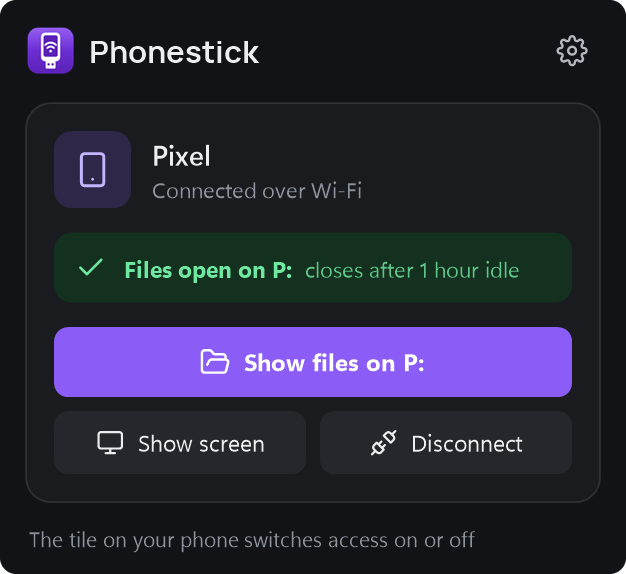 Phonestick
Pixel
Connected over Wi-Fi
Files open on P: closes after 1 hour idle
Show files on P:
Show screen
Disconnect
The tile on your phone switches access on or off